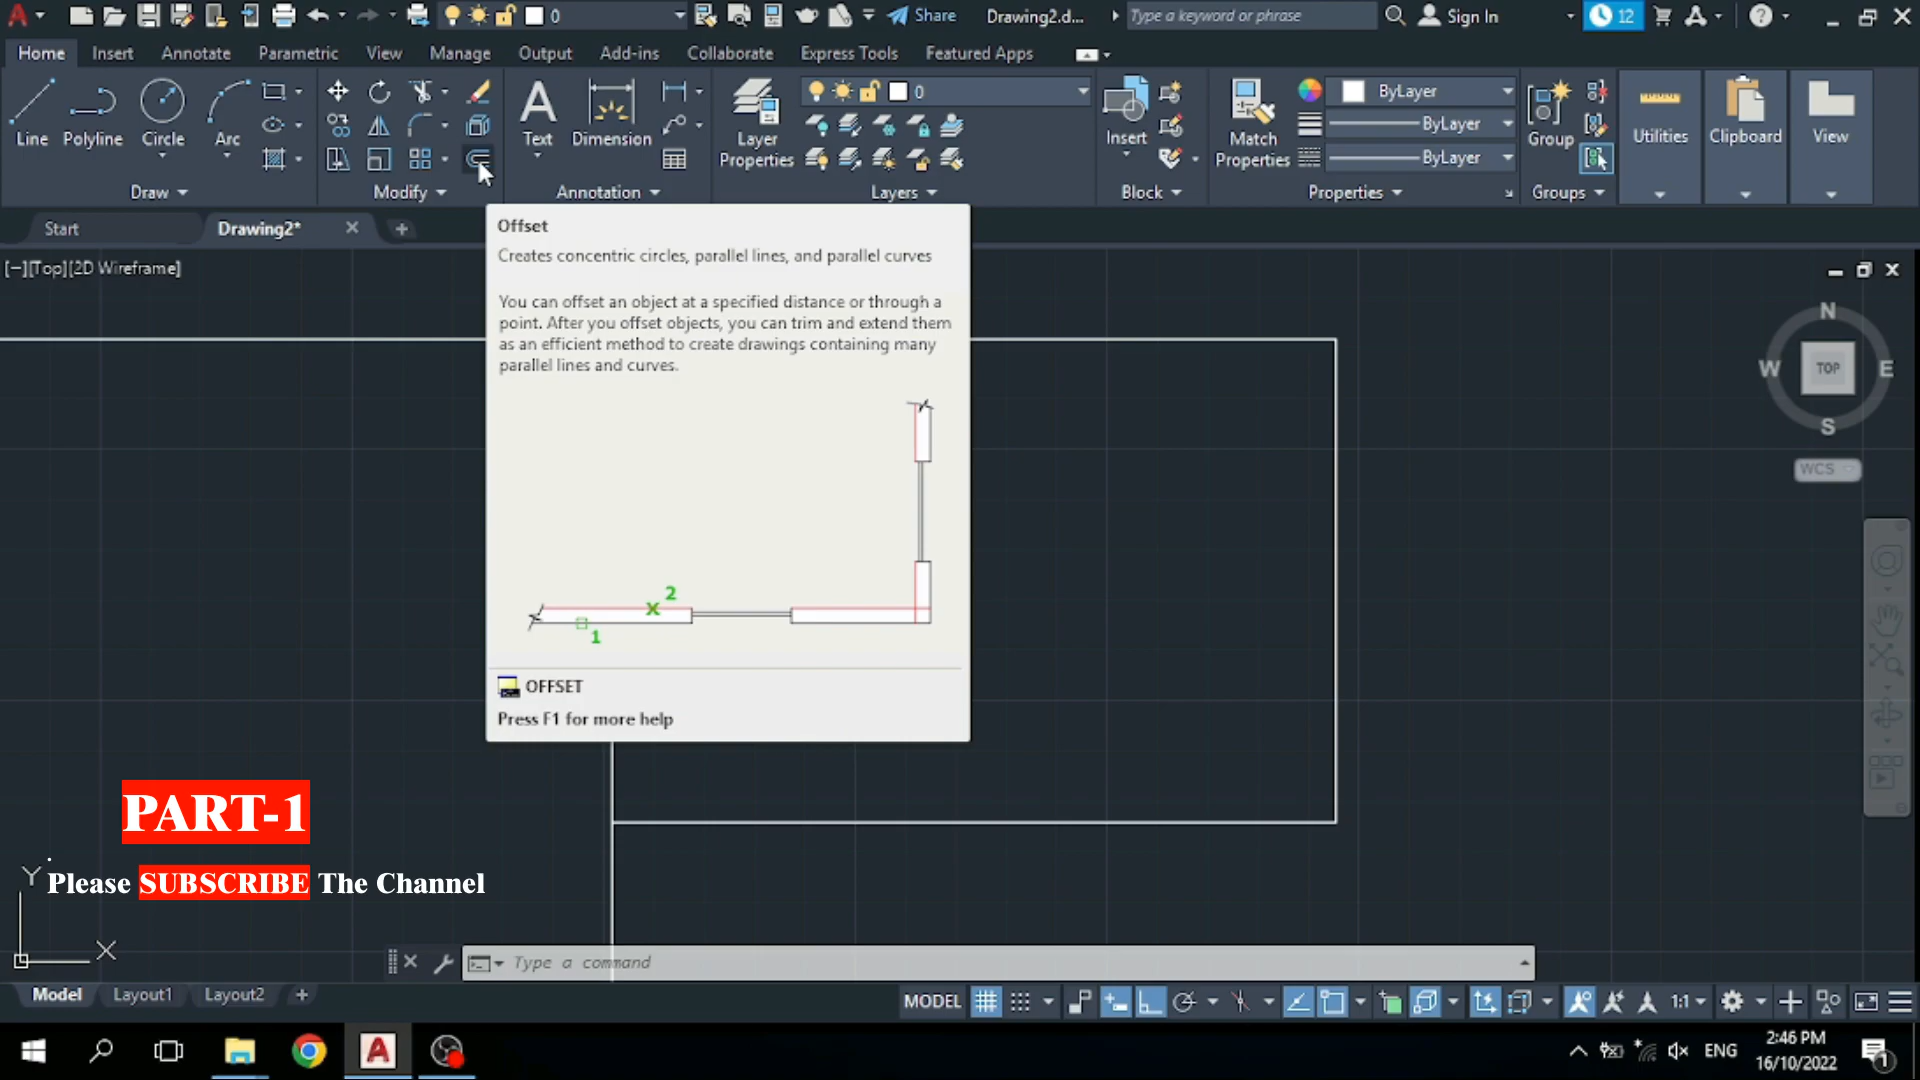 0
Share
Drawing2.d...
Type a keyword or phrase
Sign In
12
Home
Insert
Annotate
Parametric
View
Manage
Output
Add-ins
Collaborate
Express Tools
Featured Apps
Line
Polyline
Circle
Arc
Draw
Modify
Text
Dimension
Annotation
Layer
Properties
0
Layers
Insert
Block
Match
Properties
ByLayer
ByLayer
ByLayer
Properties
Group
Groups
Utilities
Clipboard
View
Start
Drawing2*
[−][Top][2D Wireframe]
Offset
Creates concentric circles, parallel lines, and parallel curves
You can offset an object at a specified distance or through a
point. After you offset objects, you can trim and extend them
as an efficient method to create drawings containing many
parallel lines and curves.
2
1
OFFSET
Press F1 for more help
N
W
TOP
E
S
WCS
PART-1
Please SUBSCRIBE The Channel
Y
X
Type a command
Model
Layout1
Layout2
MODEL
1:1
ENG
2:46 PM
16/10/2022
1